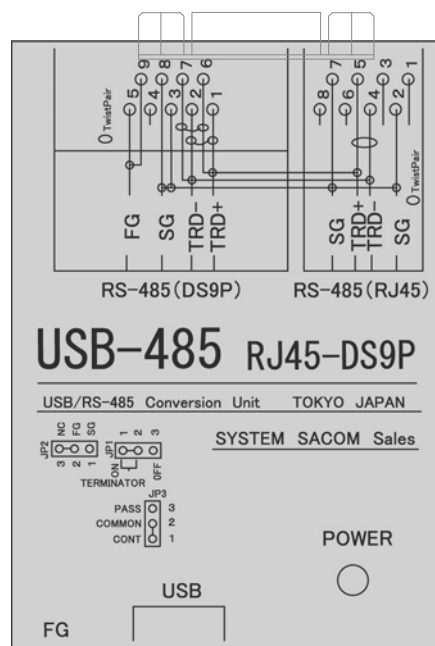 9 8 7 6
5 4 3 2 1
TwistPair
FG
SG
TRD-
TRD+
RS-485(DS9P)
7 5 3 1
8 6 4 2
TwistPair
SG
TRD+
TRD-
SG
RS-485(RJ45)
USB-485 RJ45-DS9P
USB/RS-485 Conversion Unit TOKYO JAPAN
SYSTEM SACOM Sales
JP2
NC FG SG
3 2 1
JP1
1 2 3
ON OFF
TERMINATOR
JP3
PASS 3
COMMON 2
CONT 1
POWER
USB
FG